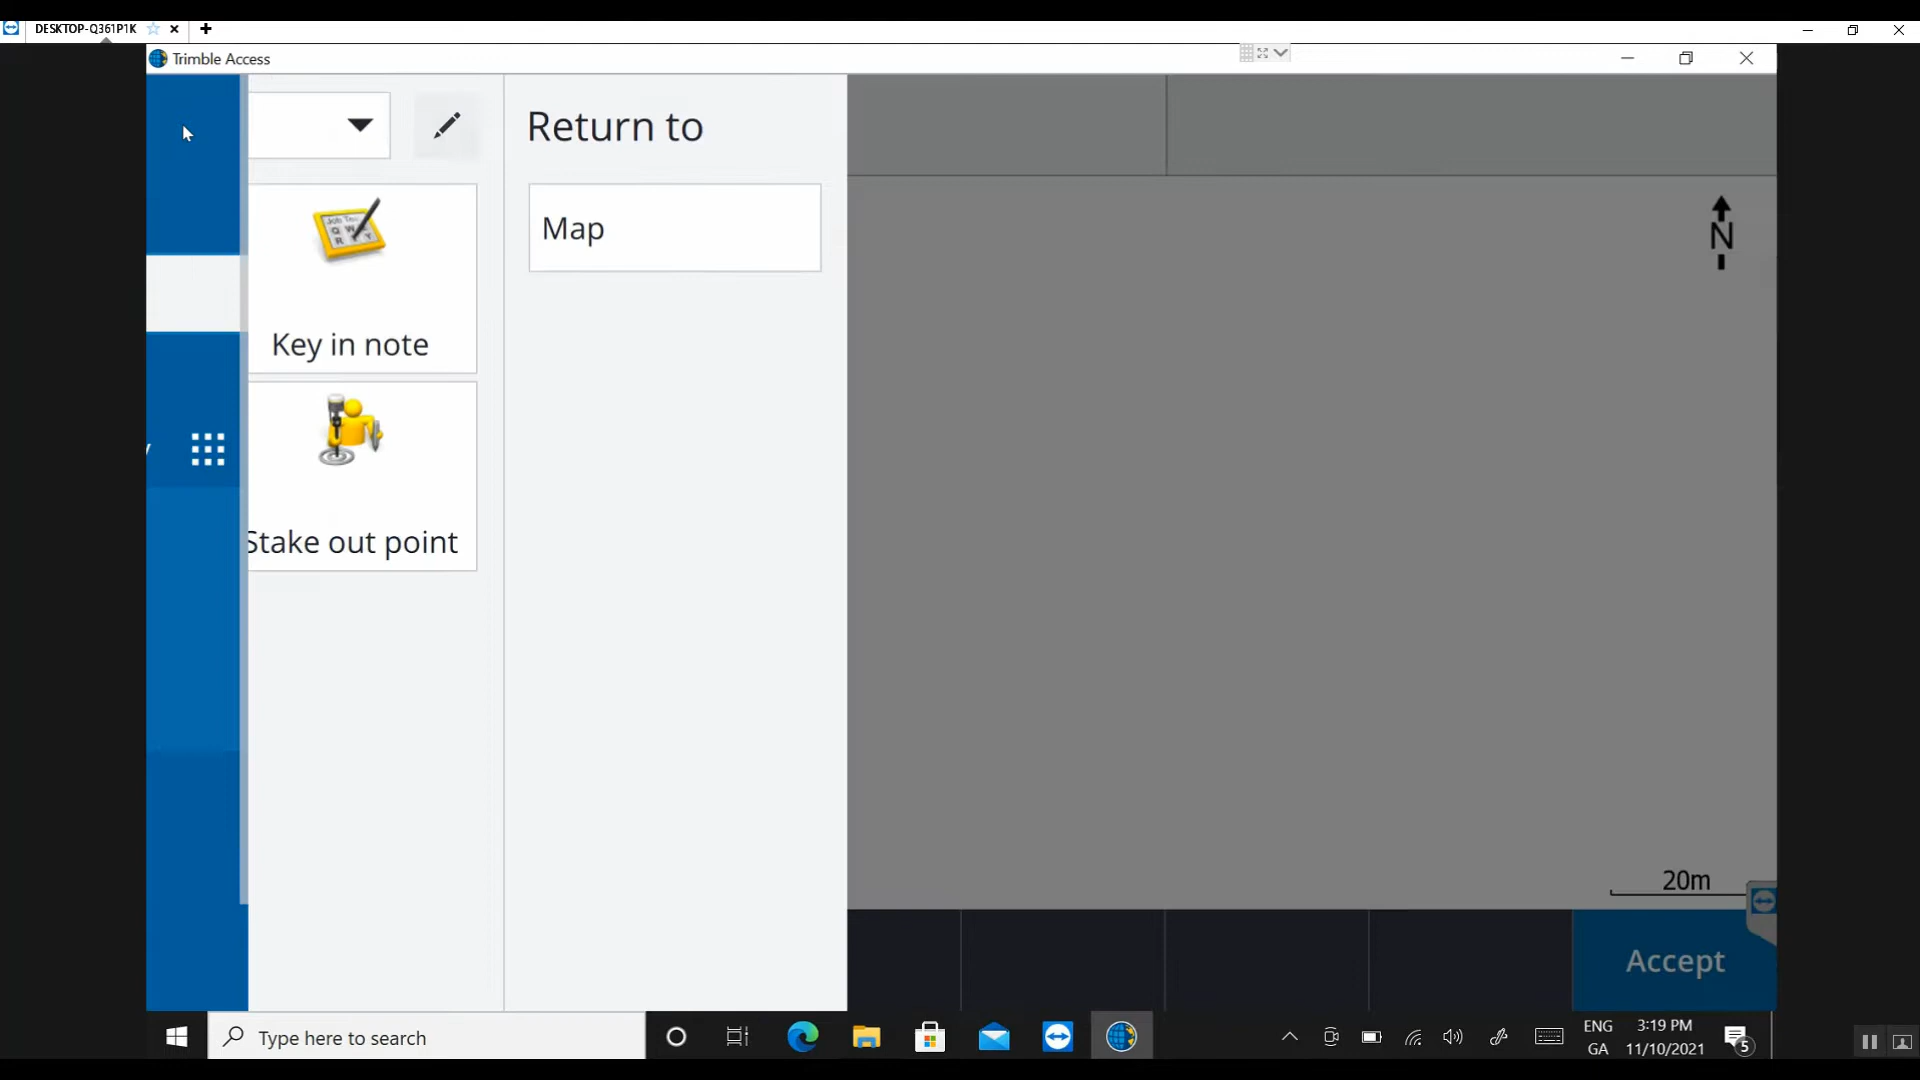 DESKTOP-Q361P1K
Trimble Access
Return to
Map
Key in note
Stake out point
N
20m
Accept
Type here to search
ENG
GA
3:19 PM
11/10/2021
5